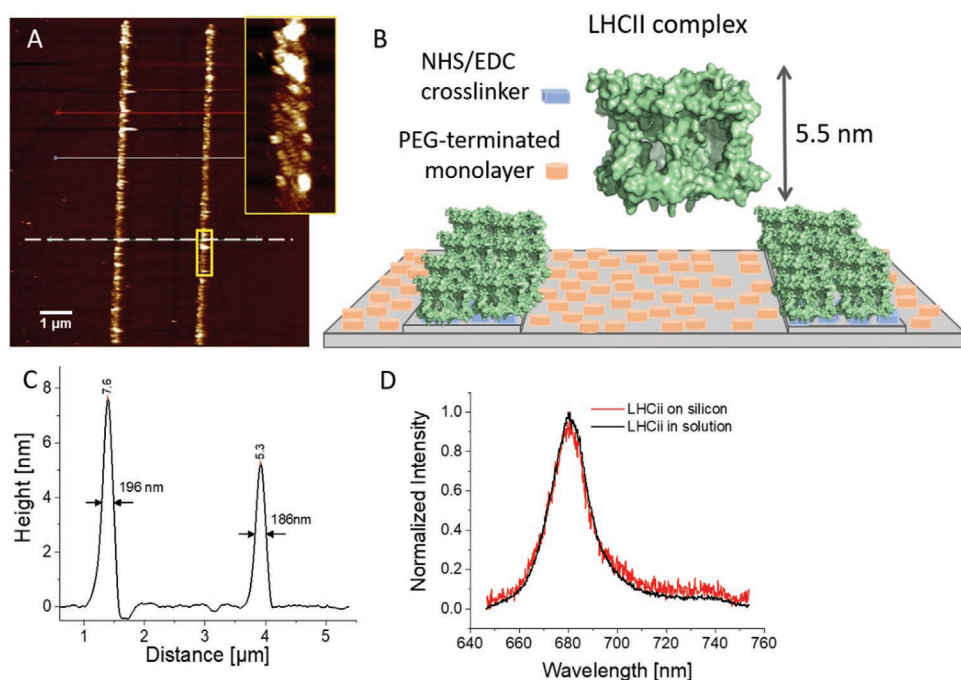 A
1 µm
B
LHCII complex
NHS/EDC
crosslinker
PEG-terminated
monolayer
5.5 nm
C
Height [nm]
8
6
4
2
0
7.6
196 nm
5.3
186nm
1
2
3
4
5
Distance [µm]
D
Normalized Intensity
1.0
0.8
0.6
0.4
0.2
0.0
LHCii on silicon
LHCii in solution
640
660
680
700
720
740
760
Wavelength [nm]